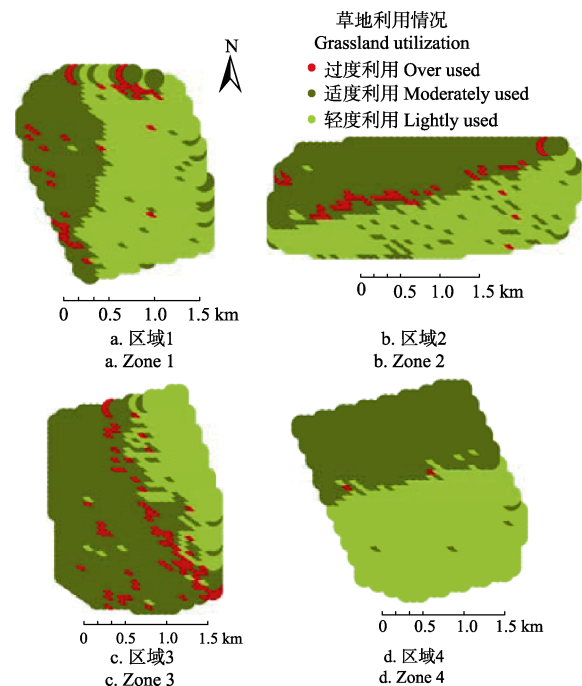 草地利用情况
Grassland utilization
过度利用 Over used
适度利用 Moderately used
轻度利用 Lightly used
N
0 0.5 1.0 1.5 km
a. 区域1
a. Zone 1
0 0.5 1.0 1.5 km
b. 区域2
b. Zone 2
0 0.5 1.0 1.5 km
c. 区域3
c. Zone 3
0 0.5 1.0 1.5 km
d. 区域4
d. Zone 4